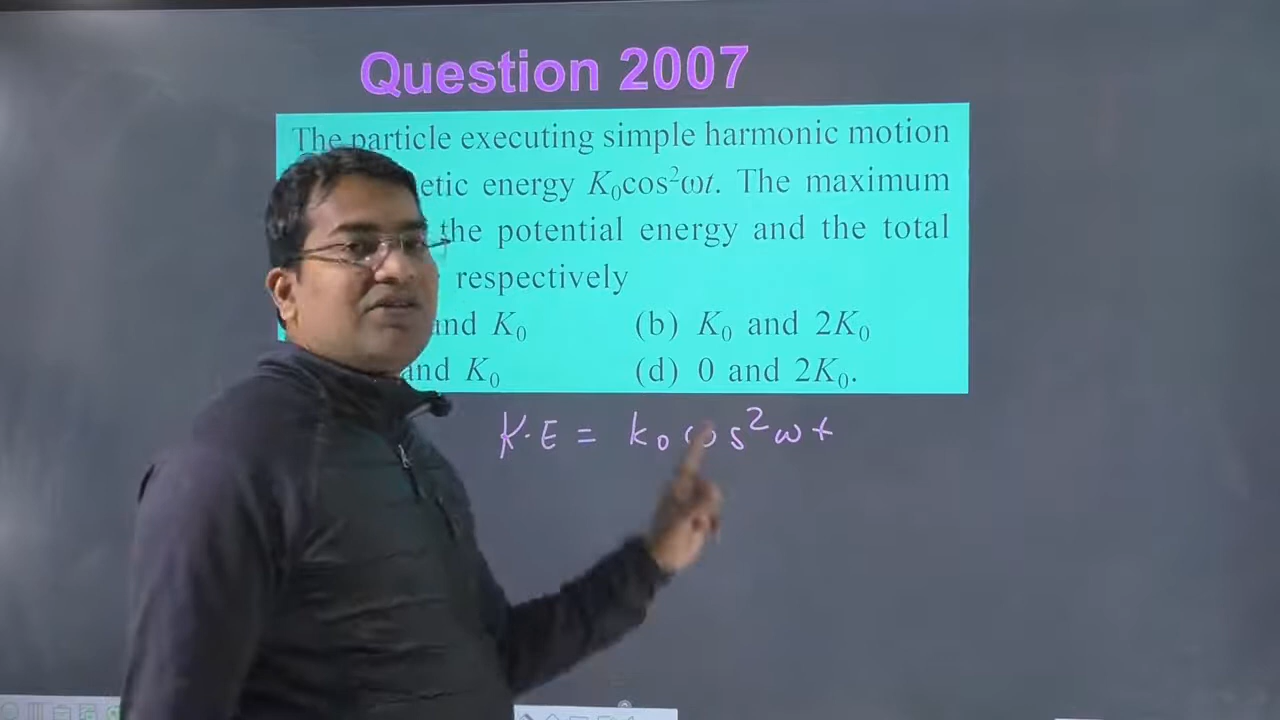 Question 2007
The particle executing simple harmonic motion
etic energy K₀cos²ωt. The maximum
the potential energy and the total
respectively
and K₀ (b) K₀ and 2K₀
and K₀ (d) 0 and 2K₀.
K.E = k₀ cos²ωt